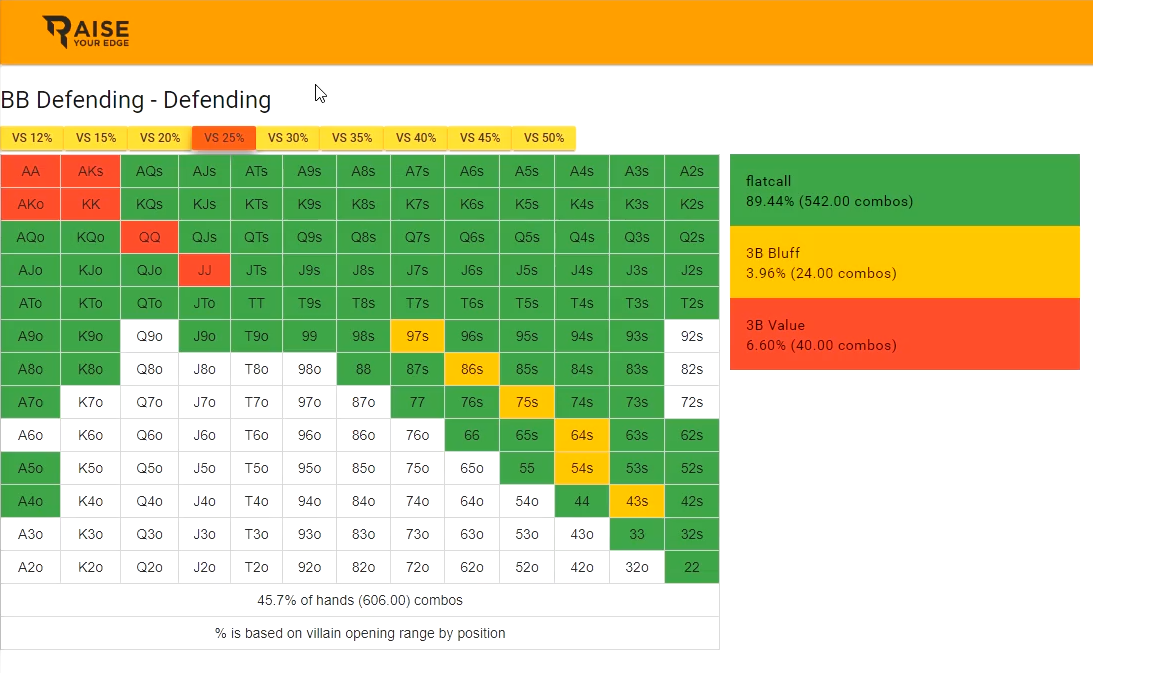 RAISE
YOUR EDGE
BB Defending - Defending
VS 12% VS 15% VS 20% VS 25% VS 30% VS 35% VS 40% VS 45% VS 50%
AA AKs AQs AJs ATs A9s A8s A7s A6s A5s A4s A3s A2s
AKo KK KQs KJs KTs K9s K8s K7s K6s K5s K4s K3s K2s
AQo KQo QQ QJs QTs Q9s Q8s Q7s Q6s Q5s Q4s Q3s Q2s
AJo KJo QJo JJ JTs J9s J8s J7s J6s J5s J4s J3s J2s
ATo KTo QTo JTo TT T9s T8s T7s T6s T5s T4s T3s T2s
A9o K9o Q9o J9o T9o 99 98s 97s 96s 95s 94s 93s 92s
A8o K8o Q8o J8o T8o 98o 88 87s 86s 85s 84s 83s 82s
A7o K7o Q7o J7o T7o 97o 87o 77 76s 75s 74s 73s 72s
A6o K6o Q6o J6o T6o 96o 86o 76o 66 65s 64s 63s 62s
A5o K5o Q5o J5o T5o 95o 85o 75o 65o 55 54s 53s 52s
A4o K4o Q4o J4o T4o 94o 84o 74o 64o 54o 44 43s 42s
A3o K3o Q3o J3o T3o 93o 83o 73o 63o 53o 43o 33 32s
A2o K2o Q2o J2o T2o 92o 82o 72o 62o 52o 42o 32o 22
45.7% of hands (606.00) combos
% is based on villain opening range by position
flatcall
89.44% (542.00 combos)
3B Bluff
3.96% (24.00 combos)
3B Value
6.60% (40.00 combos)